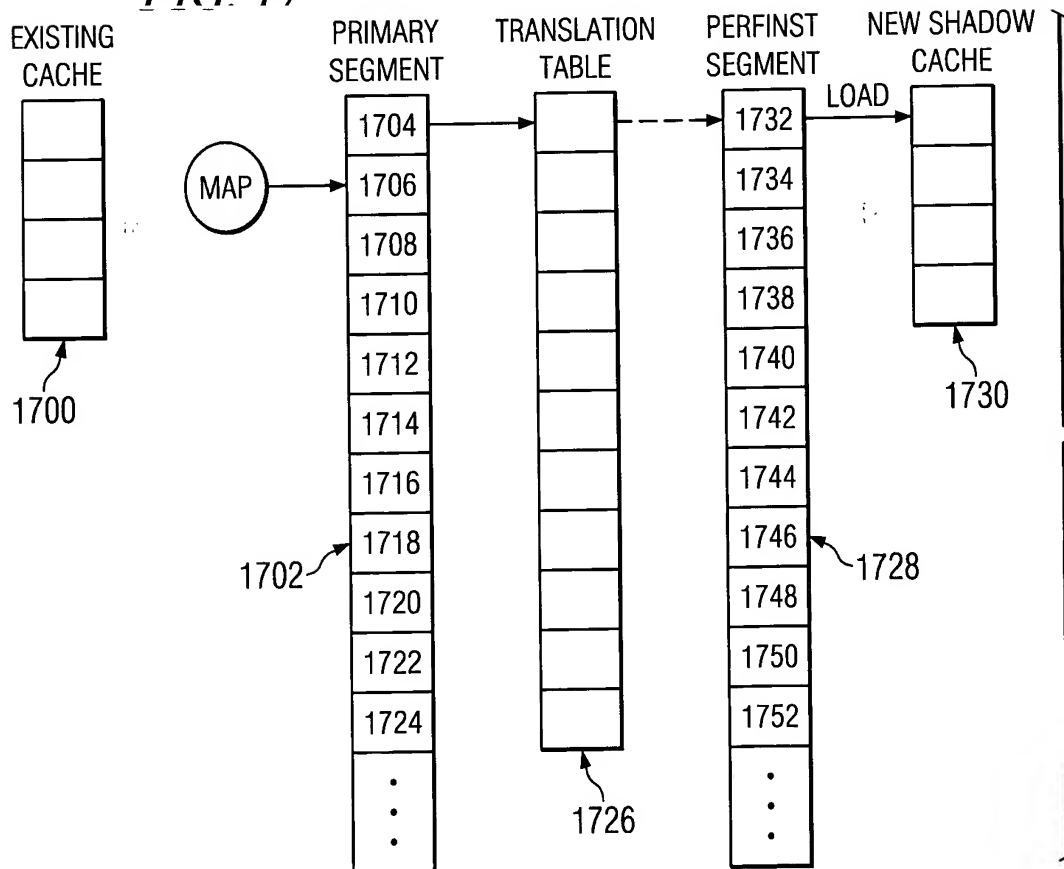 EXISTING
CACHE
PRIMARY
SEGMENT
TRANSLATION
TABLE
PERFINST
SEGMENT
NEW SHADOW
CACHE
MAP
LOAD
1704
1706
1708
1710
1712
1714
1716
1718
1720
1722
1724
1732
1734
1736
1738
1740
1742
1744
1746
1748
1750
1752
1700
1702
1726
1728
1730